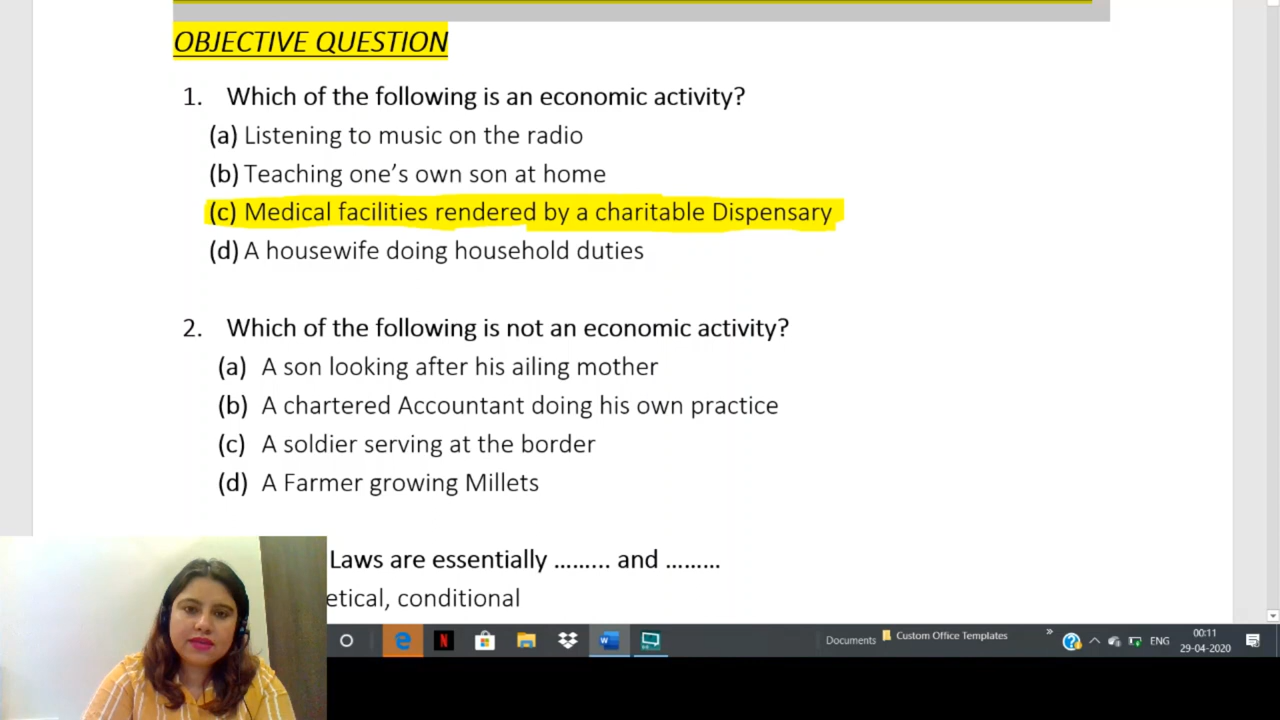 OBJECTIVE QUESTION
1. Which of the following is an economic activity?
(a) Listening to music on the radio
(b) Teaching one’s own son at home
(c) Medical facilities rendered by a charitable Dispensary
(d) A housewife doing household duties
2. Which of the following is not an economic activity?
(a) A son looking after his ailing mother
(b) A chartered Accountant doing his own practice
(c) A soldier serving at the border
(d) A Farmer growing Millets
Laws are essentially ……… and ………
etical, conditional
Documents Custom Office Templates » ENG 00:11
29-04-2020